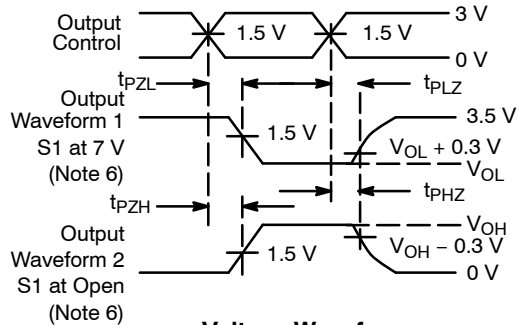 Output
Control
1.5 V
1.5 V
3 V
0 V
tPZL
tPLZ
Output
Waveform 1
S1 at 7 V
(Note 6)
1.5 V
3.5 V
VOL + 0.3 V
VOL
tPZH
tPHZ
Output
Waveform 2
S1 at Open
(Note 6)
1.5 V
VOH
VOH − 0.3 V
0 V